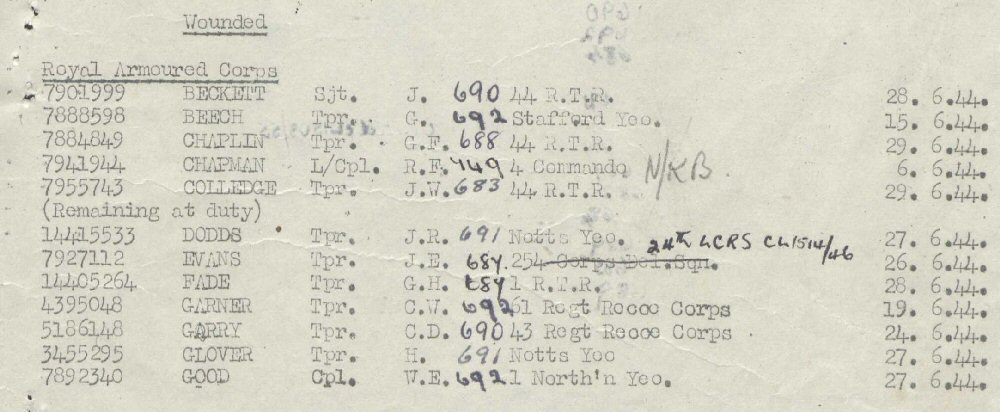 Wounded
Royal Armoured Corps
7901999 BECKETT Sjt. J. 690 44 R.T.R. 28. 6.44.
7888598 BEECH Tpr. G. 692 Stafford Yeo. 15. 6.44.
7884849 CHAPLIN Tpr. G.F. 688 44 R.T.R. 29. 6.44.
7941944 CHAPMAN L/Cpl. R.F. 749 4 Commando N/KB 6. 6.44.
7955743 COLLEDGE Tpr. J.W. 683 44 R.T.R. 29. 6.44.
(Remaining at duty)
14415533 DODDS Tpr. J.R. 691 Notts Yeo. 27. 6.44.
24th LCRS CL1514/46
7927112 EVANS Tpr. J.E. 687. 254 Corps Del.Sqn. 26. 6.44.
14405264 FADE Tpr. G.H. 1 R.T.R. 28. 6.44.
4395048 GARNER Tpr. C.W. 692 61 Regt Recce Corps 19. 6.44.
5186148 GARRY Tpr. C.D. 690 43 Regt Recce Corps 24. 6.44.
3455295 GLOVER Tpr. H. 691 Notts Yeo 27. 6.44.
7892340 GOOD Cpl. W.E. 692 1 North'n Yeo. 27. 6.44.